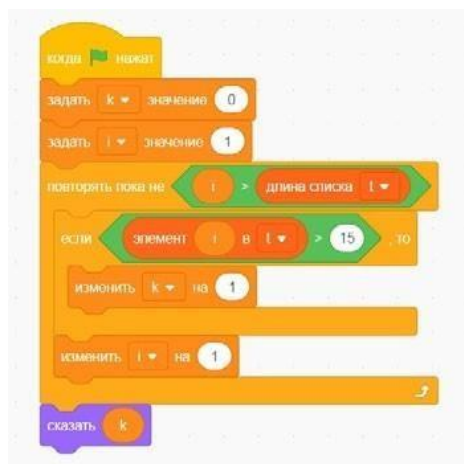 когда нажат
задать k значение 0
задать i значение 1
повторять пока не i > длина списка t
если элемент i в t > 15 , то
изменить k на 1
изменить i на 1
сказать k